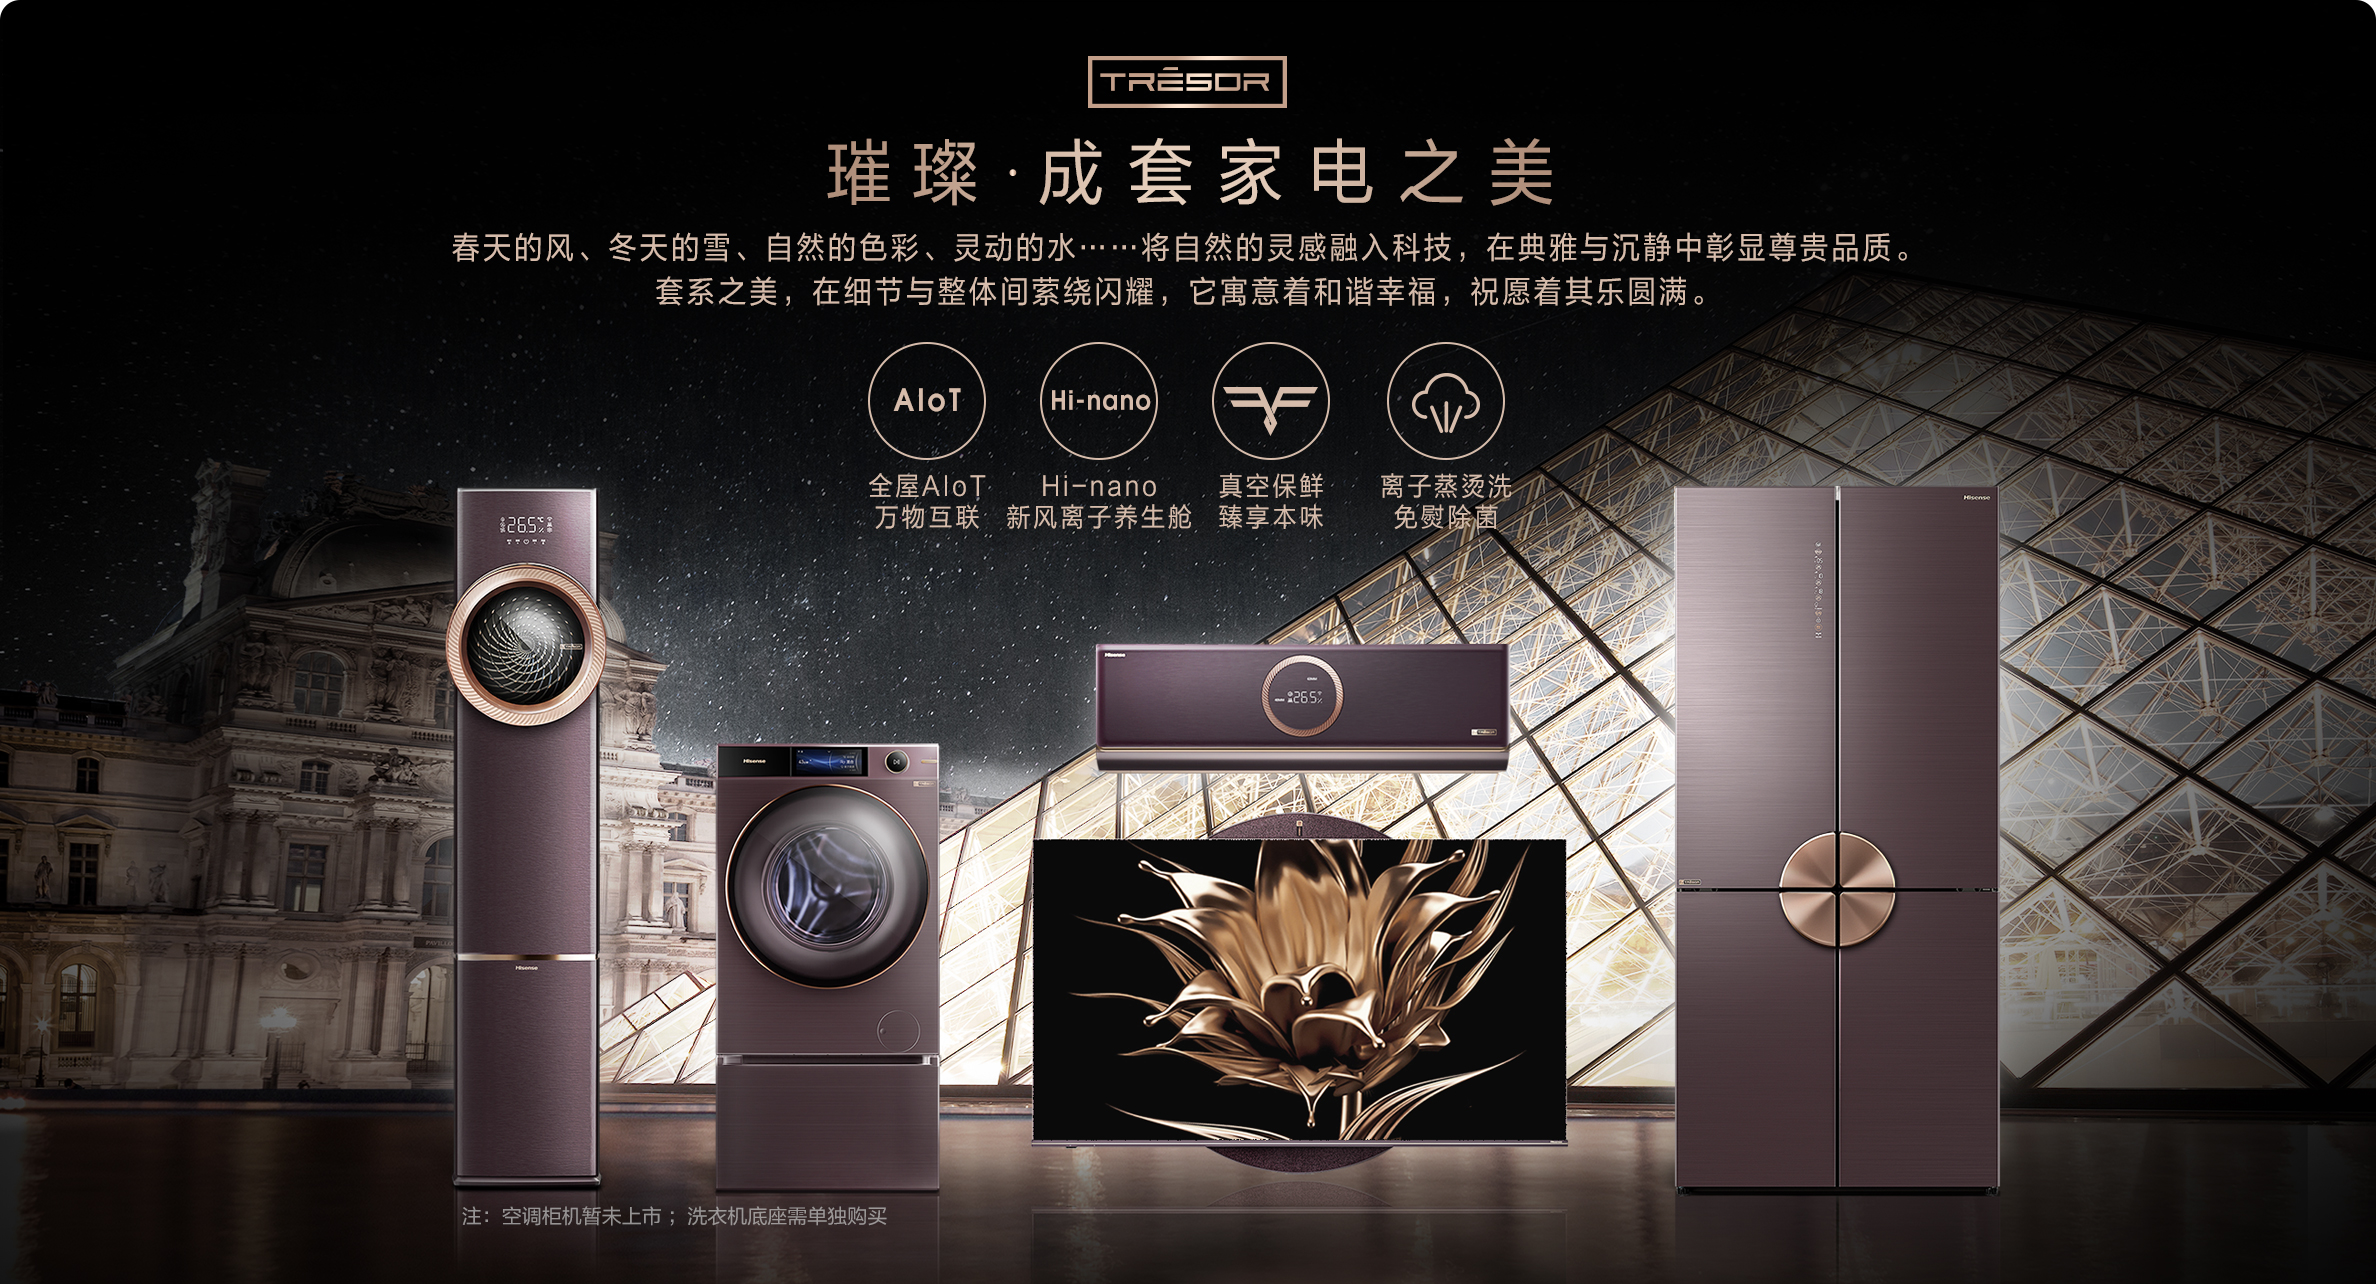 TRĒSOR
璀璨·成套家电之美
春天的风、冬天的雪、自然的色彩、灵动的水……将自然的灵感融入科技，在典雅与沉静中彰显尊贵品质。
套系之美，在细节与整体间萦绕闪耀，它寓意着和谐幸福，祝愿着其乐圆满。
AIoT
Hi-nano
全屋AIoT
万物互联
Hi-nano
新风离子养生舱
真空保鲜
臻享本味
离子蒸烫洗
免熨除菌
26.5℃
Hisense
Hisense
Hisense
26.5
Hisense
注：空调柜机暂未上市；洗衣机底座需单独购买